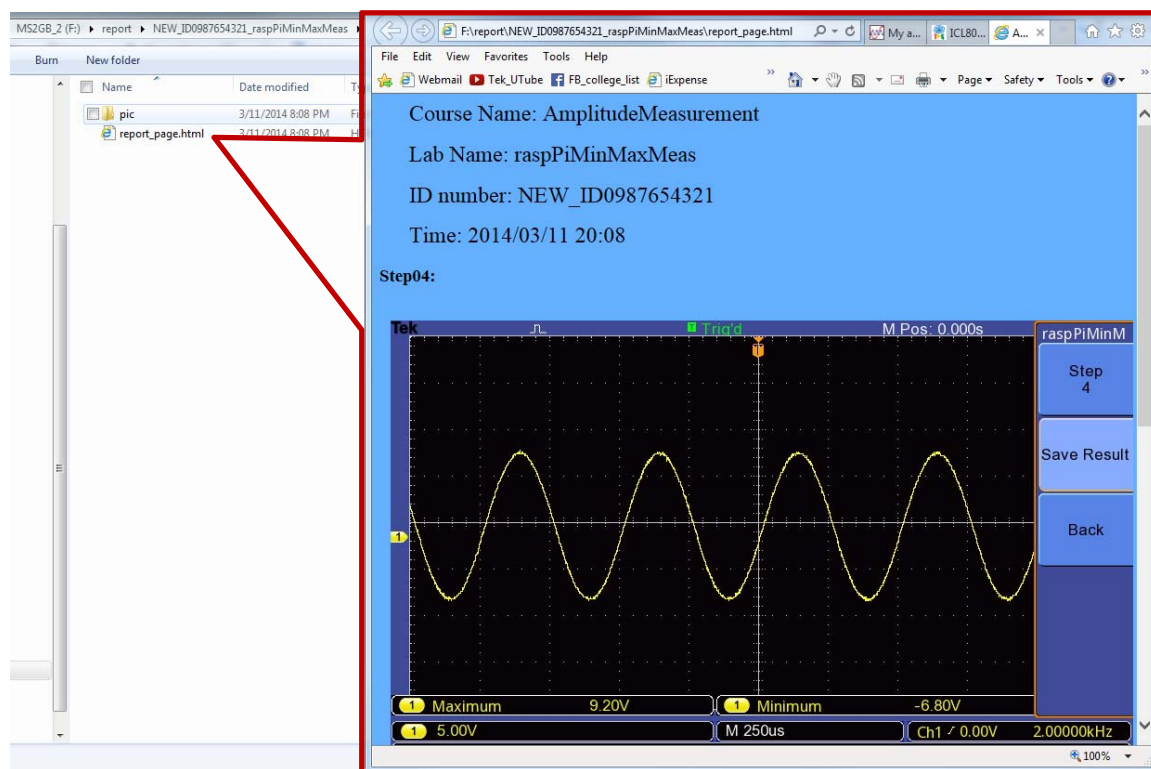 MS2GB_2 (F:) report NEW_ID0987654321_raspPiMinMaxMeas
Burn New folder
Name Date modified
pic 3/11/2014 8:08 PM
report_page.html 3/11/2014 8:08 PM
F:\report\NEW_ID0987654321_raspPiMinMaxMeas\report_page.html My a... ICL80... A...
File Edit View Favorites Tools Help
Webmail Tek_UTube FB_college_list iExpense Page Safety Tools
Course Name: AmplitudeMeasurement
Lab Name: raspPiMinMaxMeas
ID number: NEW_ID0987654321
Time: 2014/03/11 20:08
Step04:
Tek T Trig'd M Pos: 0.000s
raspPiMinM
T
Step
4
Save Result
Back
1
1 Maximum 9.20V 1 Minimum -6.80V
1 5.00V M 250us Ch1 0.00V 2.00000kHz
100%